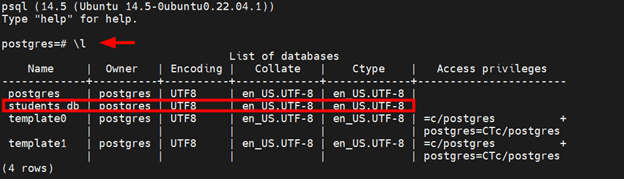 psql (14.5 (Ubuntu 14.5-0ubuntu0.22.04.1))
Type "help" for help.
postgres=# \l
List of databases
Name | Owner | Encoding | Collate | Ctype | Access privileges
-------------+----------+----------+-------------+-------------+-----------------------
postgres | postgres | UTF8 | en_US.UTF-8 | en_US.UTF-8 |
students_db | postgres | UTF8 | en_US.UTF-8 | en_US.UTF-8 |
template0 | postgres | UTF8 | en_US.UTF-8 | en_US.UTF-8 | =c/postgres +
| | | | | postgres=CTc/postgres
template1 | postgres | UTF8 | en_US.UTF-8 | en_US.UTF-8 | =c/postgres +
| | | | | postgres=CTc/postgres
(4 rows)